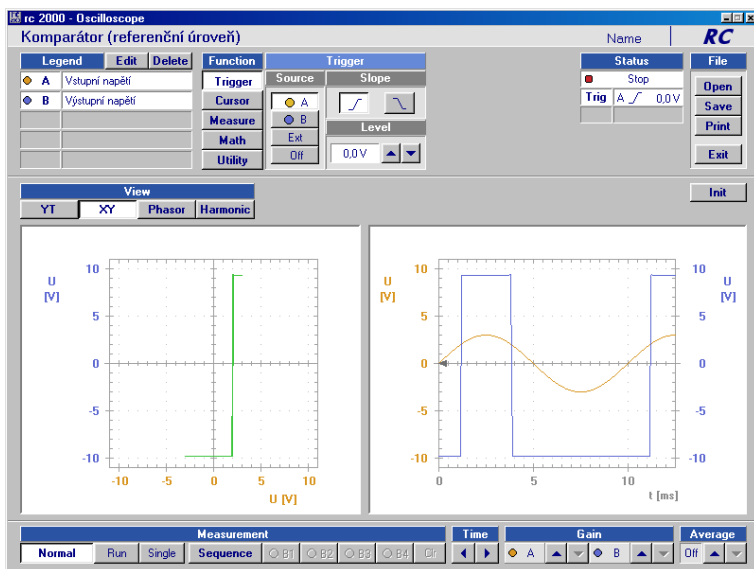 rc 2000 - Oscilloscope
Komparátor (referenční úroveň)
Name
RC
Legend Edit Delete
A Vstupní napětí
B Výstupní napětí
Function
Trigger
Cursor
Measure
Math
Utility
Trigger
Source Slope
A
B
Ext
Off
Level
0,0 V
Status
Stop
Trig A 0,0 V
File
Open
Save
Print
Exit
View
YT XY Phasor Harmonic
Init
U
[V]
10
5
0
-5
-10
-10 -5 0 5 10
U [V]
U
[V]
10
5
0
-5
-10
0 5 10
t [ms]
10
5
0
-5
-10
U
[V]
Measurement
Normal Run Single Sequence B1 B2 B3 B4 Clr
Time
Gain
A B
Average
Off